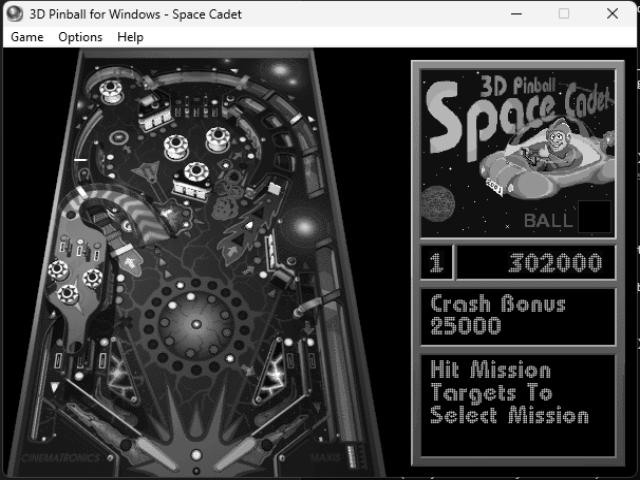 3D Pinball for Windows - Space Cadet
Game Options Help
3D Pinball
Space Cadet
BALL
1 302000
Crash Bonus
25000
Hit Mission
Targets To
Select Mission
CINEMATRONICS
MAXIS